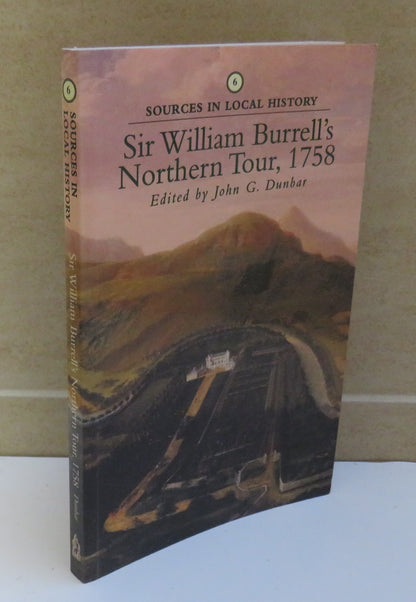 6
SOURCES IN LOCAL HISTORY
Sir William Burrell's
Northern Tour, 1758
Edited by John G. Dunbar
6
SOURCES IN
LOCAL HISTORY
Sir William Burrell's Northern Tour, 1758 Dunbar